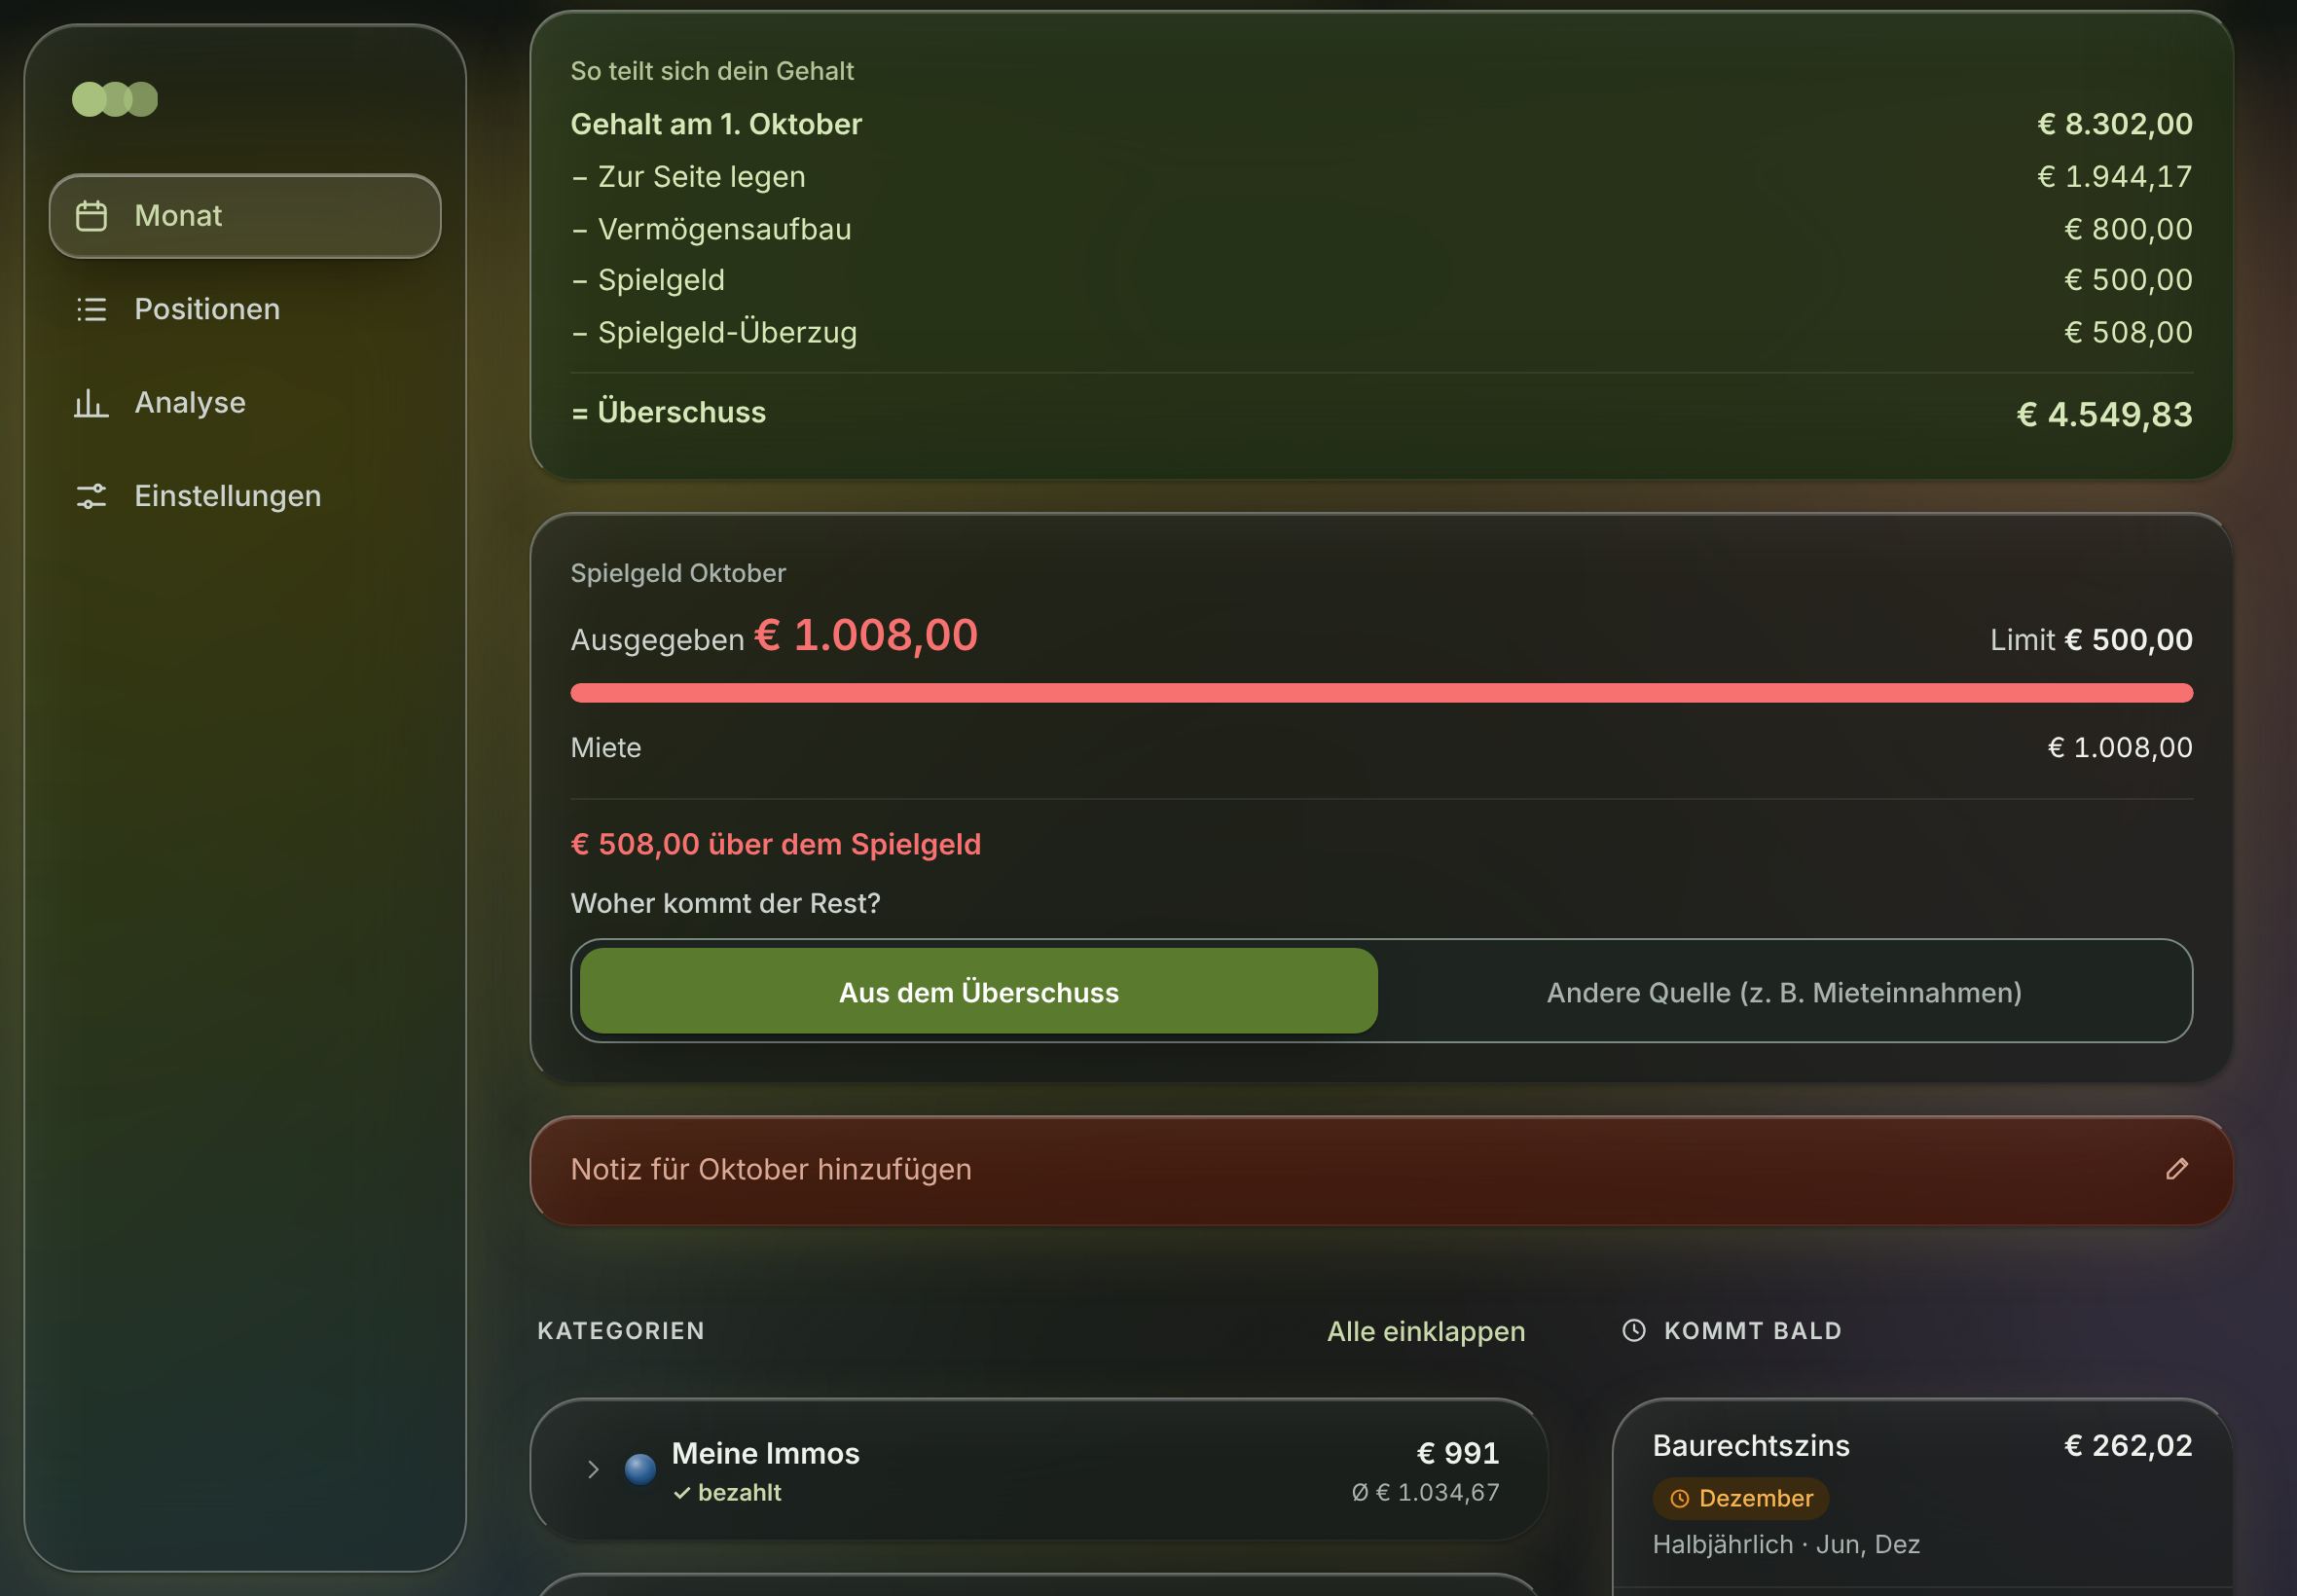 Monat
Positionen
Analyse
Einstellungen
So teilt sich dein Gehalt
Gehalt am 1. Oktober € 8.302,00
– Zur Seite legen € 1.944,17
– Vermögensaufbau € 800,00
– Spielgeld € 500,00
– Spielgeld-Überzug € 508,00
= Überschuss € 4.549,83
Spielgeld Oktober
Ausgegeben € 1.008,00 Limit € 500,00
Miete € 1.008,00
€ 508,00 über dem Spielgeld
Woher kommt der Rest?
Aus dem Überschuss Andere Quelle (z. B. Mieteinnahmen)
Notiz für Oktober hinzufügen
KATEGORIEN Alle einklappen
Meine Immos € 991
bezahlt Ø € 1.034,67
KOMMT BALD
Baurechtszins € 262,02
Dezember
Halbjährlich · Jun, Dez